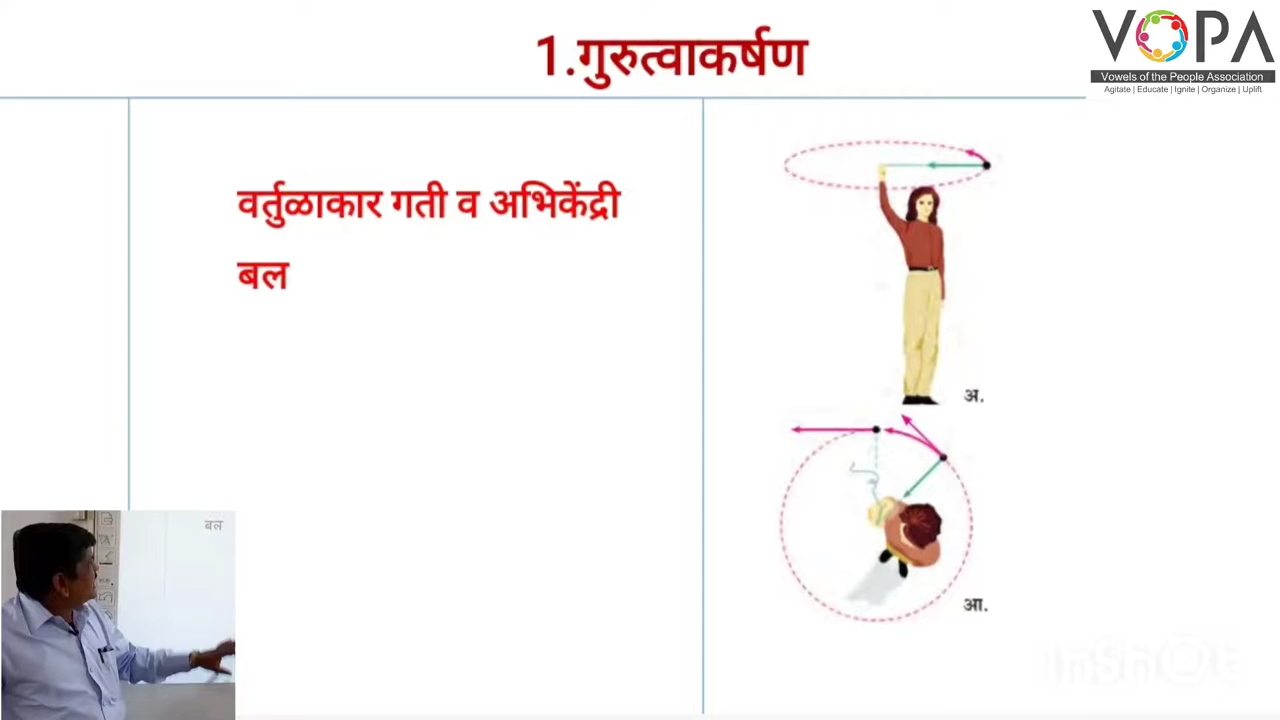 1.गुरुत्वाकर्षण
VOPA
Vowels of the People Association
Agitate | Educate | Ignite | Organize | Uplift
वर्तुळाकार गती व अभिकेंद्री
बल
अ.
आ.
बल
InShOt